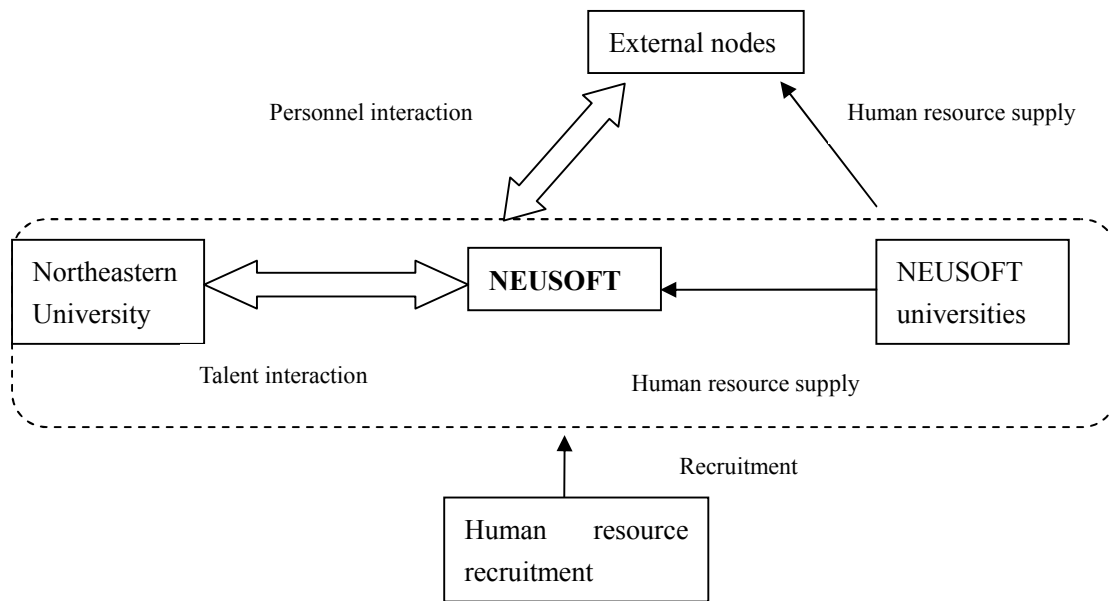 External nodes
Personnel interaction
Human resource supply
Northeastern
University
NEUSOFT
NEUSOFT
universities
Talent interaction
Human resource supply
Recruitment
Human resource
recruitment